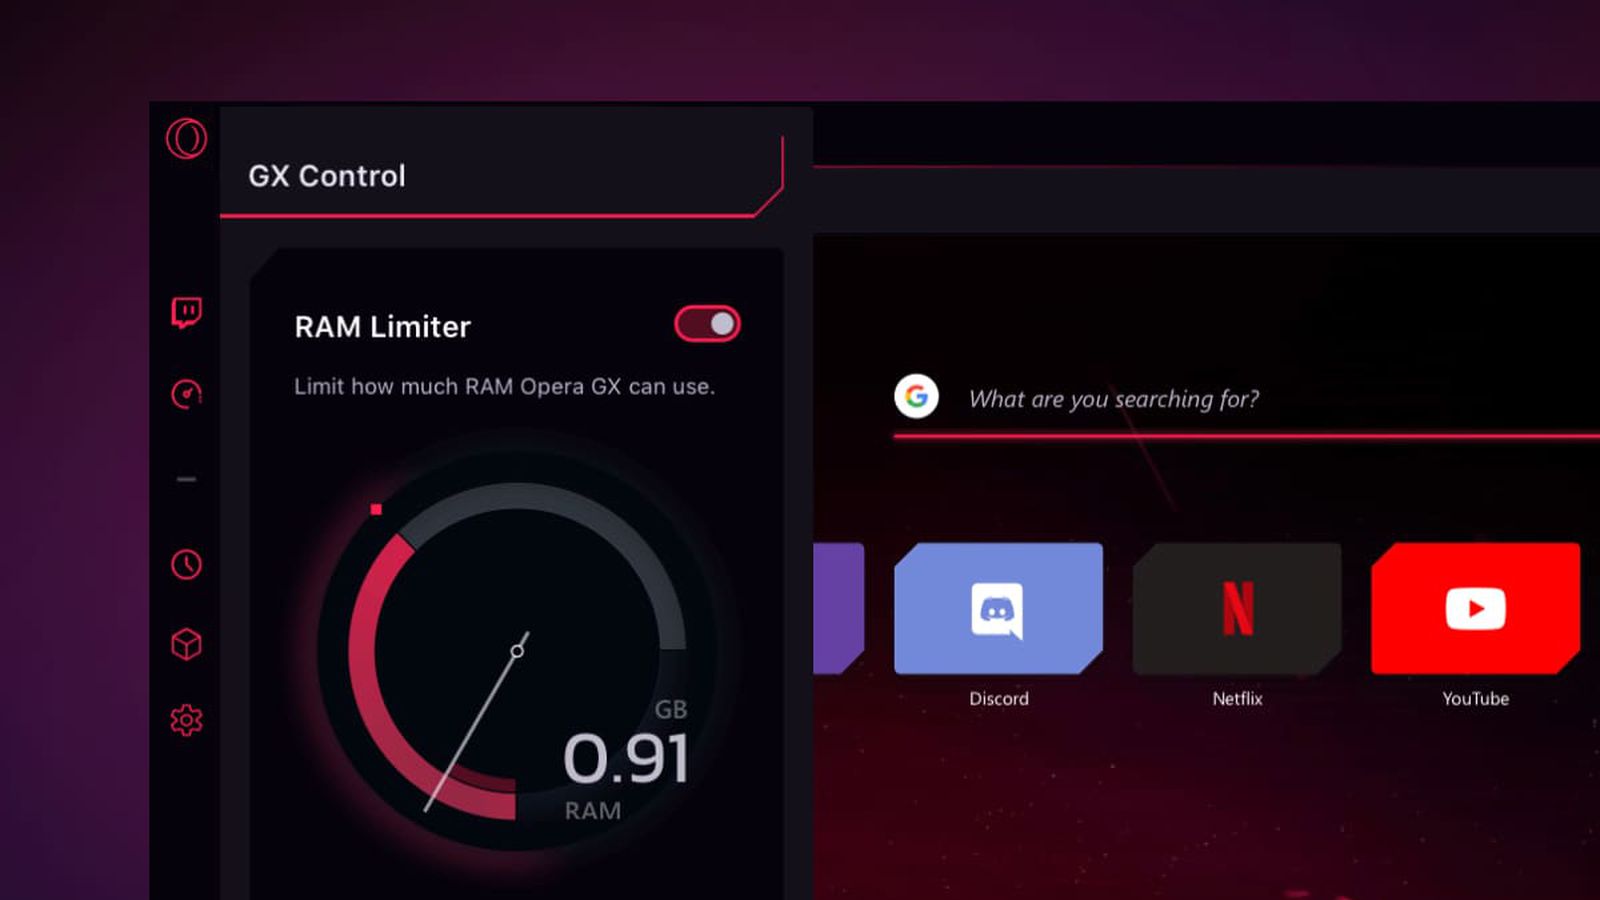 GX Control
RAM Limiter
Limit how much RAM Opera GX can use.
GB
0.91
RAM
What are you searching for?
Discord
Netflix
YouTube